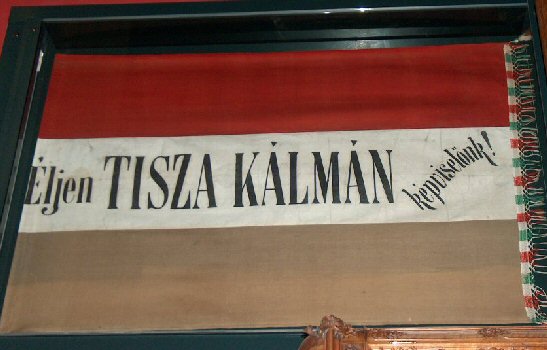 Éljen TISZA KÁLMÁN képviselőnk!